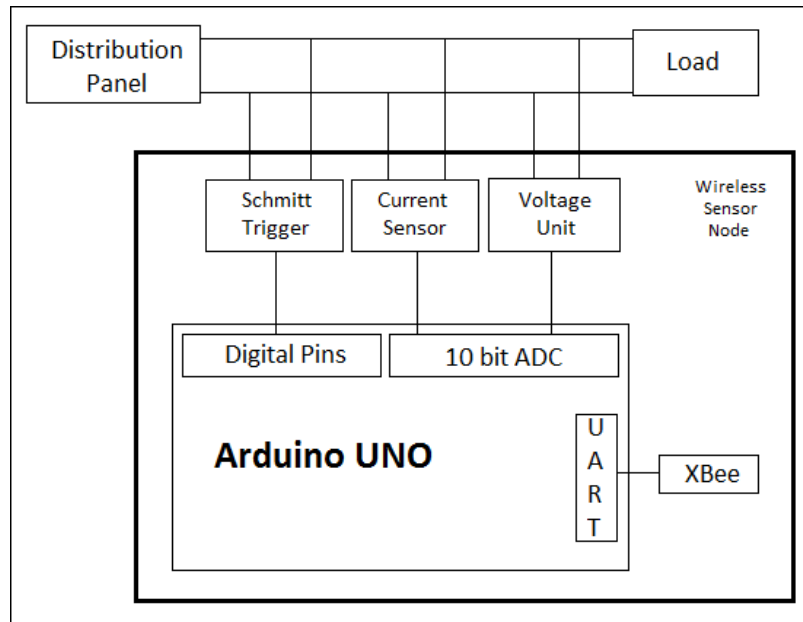 Distribution
Panel
Load
Schmitt
Trigger
Current
Sensor
Voltage
Unit
Wireless
Sensor
Node
Digital Pins
10 bit ADC
Arduino UNO
U
A
R
T
XBee